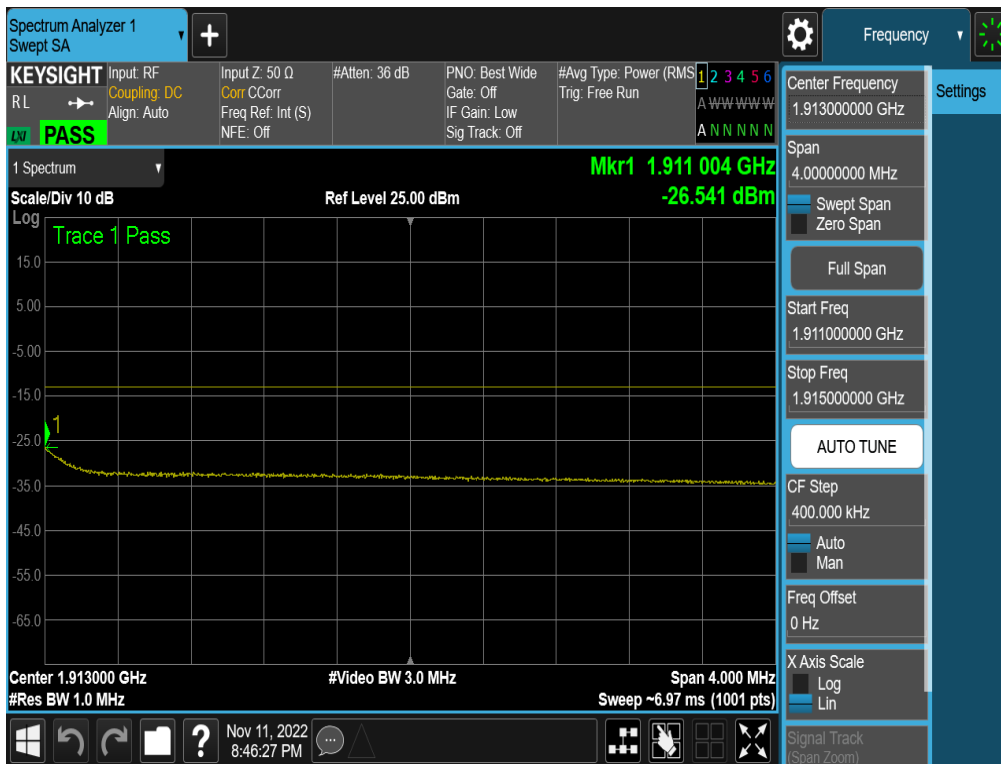 Spectrum Analyzer 1
Swept SA
+
Frequency
KEYSIGHT
RL
LXI
PASS
Input: RF
Coupling: DC
Align: Auto
Input Z: 50 Ω
Corr CCorr
Freq Ref: Int (S)
NFE: Off
#Atten: 36 dB
PNO: Best Wide
Gate: Off
IF Gain: Low
Sig Track: Off
#Avg Type: Power (RMS
Trig: Free Run
1 2 3 4 5 6
A W W W W W
A N N N N N
1 Spectrum
Mkr1 1.911 004 GHz
-26.541 dBm
Scale/Div 10 dB
Ref Level 25.00 dBm
Log
Trace 1 Pass
15.0
5.00
-5.00
-15.0
1
-25.0
-35.0
-45.0
-55.0
-65.0
Center 1.913000 GHz
#Video BW 3.0 MHz
Span 4.000 MHz
#Res BW 1.0 MHz
Sweep ~6.97 ms (1001 pts)
?
Nov 11, 2022
8:46:27 PM
Center Frequency
1.913000000 GHz
Settings
Span
4.00000000 MHz
Swept Span
Zero Span
Full Span
Start Freq
1.911000000 GHz
Stop Freq
1.915000000 GHz
AUTO TUNE
CF Step
400.000 kHz
Auto
Man
Freq Offset
0 Hz
X Axis Scale
Log
Lin
Signal Track
(Span Zoom)